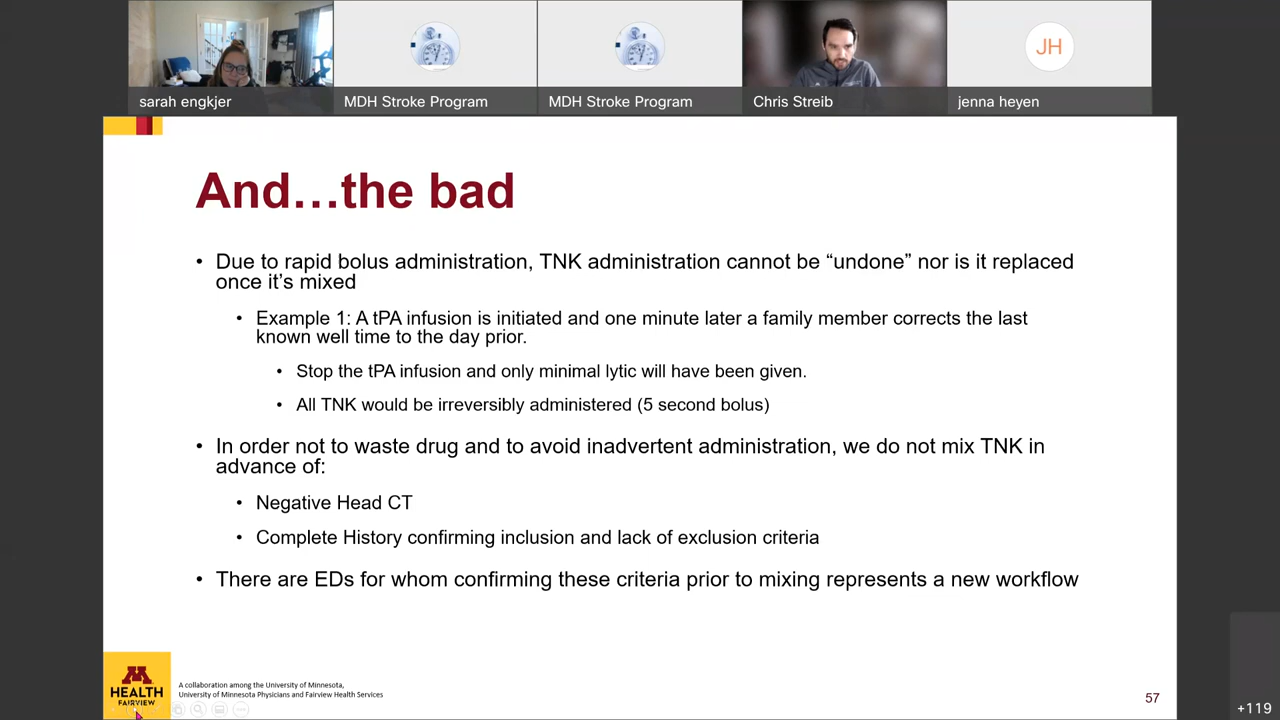 sarah engkjer
MDH Stroke Program
MDH Stroke Program
Chris Streib
JH
jenna heyen
And…the bad
• Due to rapid bolus administration, TNK administration cannot be “undone” nor is it replaced
once it’s mixed
• Example 1: A tPA infusion is initiated and one minute later a family member corrects the last
known well time to the day prior.
• Stop the tPA infusion and only minimal lytic will have been given.
• All TNK would be irreversibly administered (5 second bolus)
• In order not to waste drug and to avoid inadvertent administration, we do not mix TNK in
advance of:
• Negative Head CT
• Complete History confirming inclusion and lack of exclusion criteria
• There are EDs for whom confirming these criteria prior to mixing represents a new workflow
M
HEALTH
FAIRVIEW
A collaboration among the University of Minnesota,
University of Minnesota Physicians and Fairview Health Services
57
+119